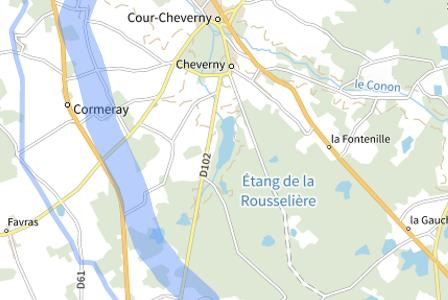 Cour-Cheverny
Cheverny
le Conon
Cormeray
la Fontenille
D102
Étang de la
Rousselière
Favras
la Gauch
D61